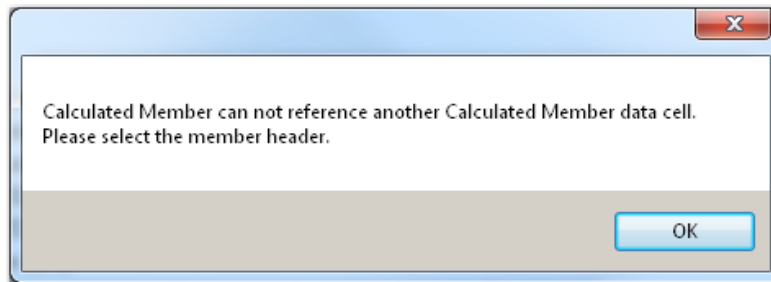 Calculated Member can not reference another Calculated Member data cell.
Please select the member header.
OK